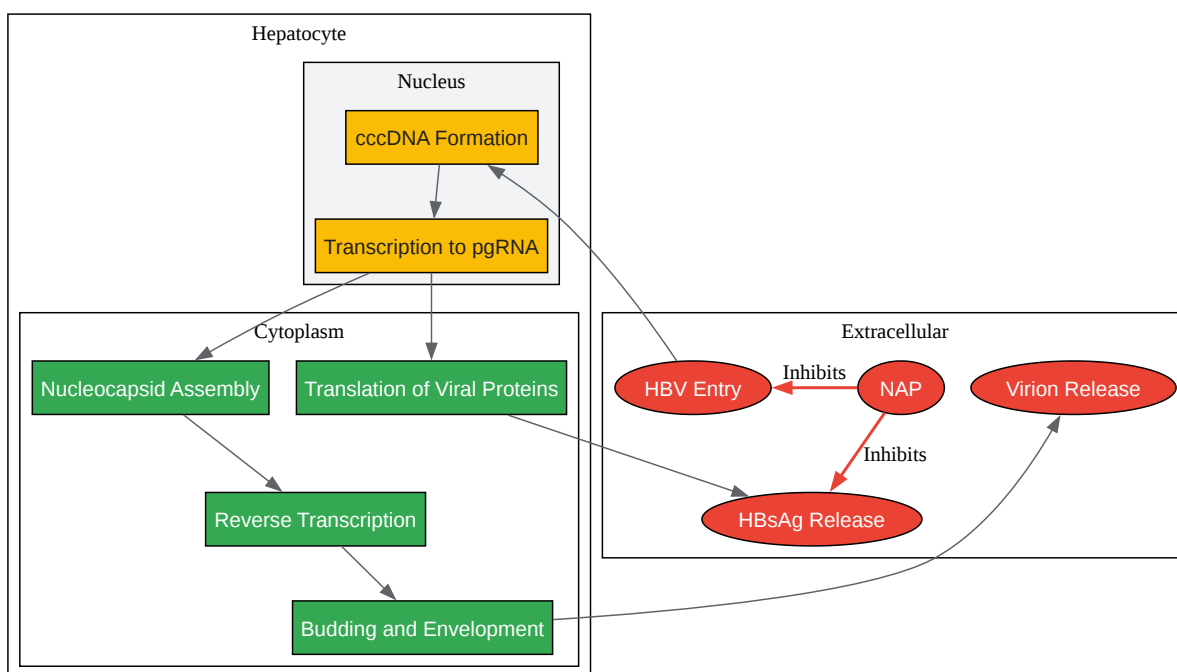 Hepatocyte
Nucleus
cccDNA Formation
Transcription to pgRNA
Cytoplasm
Nucleocapsid Assembly
Translation of Viral Proteins
Reverse Transcription
Budding and Envelopment
Extracellular
HBV Entry
Inhibits
NAP
Virion Release
Inhibits
HBsAg Release